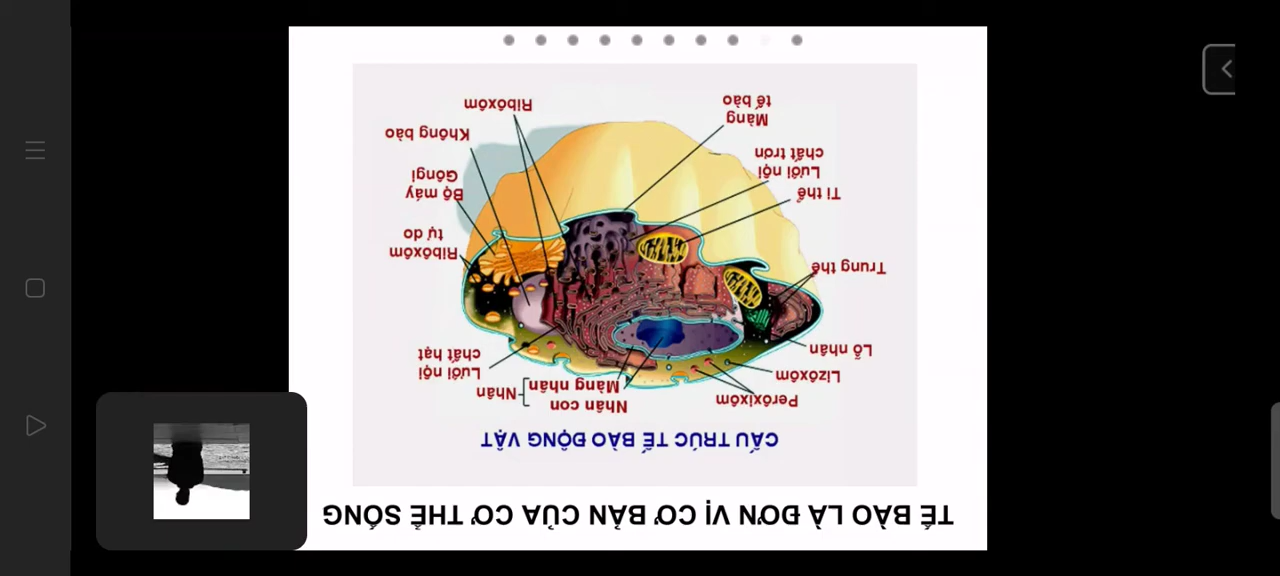 TẾ BÀO LÀ ĐƠN VỊ CƠ BẢN CỦA CƠ THỂ SỐNG
CẤU TRÚC TẾ BÀO ĐỘNG VẬT
Perôxixôm
Nhân con
Màng nhân
Nhân
Lizôxôm
Lỗ nhân
Lưới nội
chất hạt
Trung thể
Ribôxôm
tự do
Ti thể
Bộ máy
Gôngi
Lưới nội
chất trơn
Không bào
Màng
tế bào
Ribôxôm